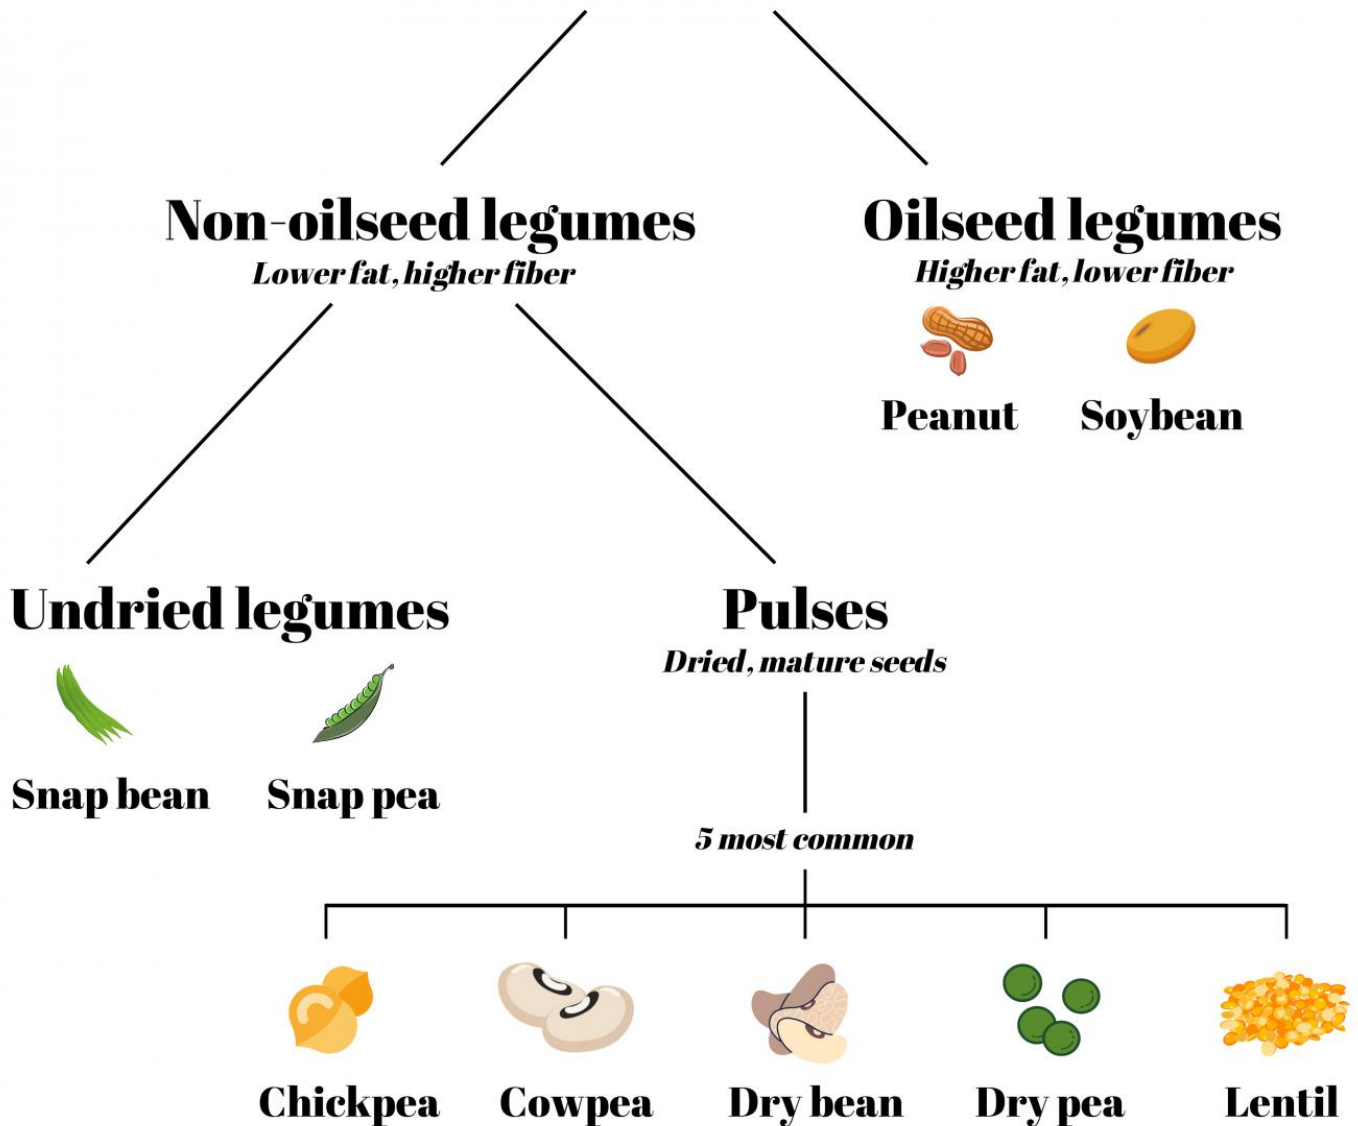 Non-oilseed legumes
Lower fat, higher fiber
Oilseed legumes
Higher fat, lower fiber
Peanut
Soybean
Undried legumes
Snap bean
Snap pea
Pulses
Dried, mature seeds
5 most common
Chickpea
Cowpea
Dry bean
Dry pea
Lentil